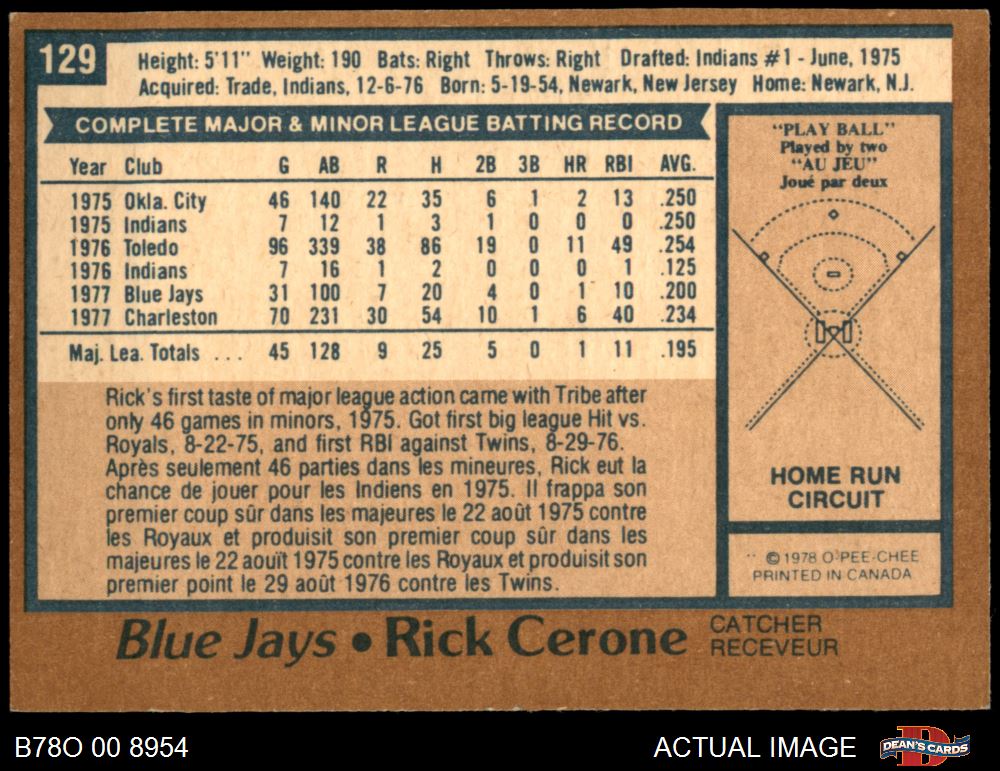 129
Height: 5'11" Weight: 190 Bats: Right Throws: Right Drafted: Indians #1 - June, 1975
Acquired: Trade, Indians, 12-6-76 Born: 5-19-54, Newark, New Jersey Home: Newark, N.J.
COMPLETE MAJOR & MINOR LEAGUE BATTING RECORD
Year Club G AB R H 2B 3B HR RBI AVG.
1975 Okla. City 46 140 22 35 6 1 2 13 .250
1975 Indians 7 12 1 3 1 0 0 0 .250
1976 Toledo 96 339 38 86 19 0 11 49 .254
1976 Indians 7 16 1 2 0 0 0 1 .125
1977 Blue Jays 31 100 7 20 4 0 1 10 .200
1977 Charleston 70 231 30 54 10 1 6 40 .234
Maj. Lea. Totals ... 45 128 9 25 5 0 1 11 .195
Rick's first taste of major league action came with Tribe after
only 46 games in minors, 1975. Got first big league Hit vs.
Royals, 8-22-75, and first RBI against Twins, 8-29-76.
Après seulement 46 parties dans les mineures, Rick eut la
chance de jouer pour les Indiens en 1975. Il frappa son
premier coup sûr dans les majeures le 22 août 1975 contre
les Royaux et produisit son premier coup sûr dans les
majeures le 22 aouït 1975 contre les Royaux et produisit son
premier point le 29 août 1976 contre les Twins.
"PLAY BALL"
Played by two
"AU JEU"
Joué par deux
HOME RUN
CIRCUIT
© 1978 O-PEE-CHEE
PRINTED IN CANADA
Blue Jays • Rick Cerone
CATCHER
RECEVEUR
B78O 00 8954
ACTUAL IMAGE
DEAN'S CARDS